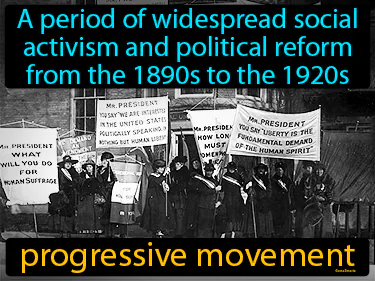 A period of widespread social
activism and political reform
from the 1890s to the 1920s
MR. PRESIDENT
YOU SAY "WE ARE INTERESTED
IN THE UNITED STATES
POLITICALLY SPEAKING, IN
NOTHING BUT HUMAN LIBERTY
MR. PRESIDENT
HOW LONG
MUST
WOMEN
MR. PRESIDENT
YOU SAY "LIBERTY IS THE
FUNDAMENTAL DEMAND
OF THE HUMAN SPIRIT"
MR. PRESIDENT
WHAT
WILL YOU DO
FOR
WOMAN SUFFRAGE
progressive movement